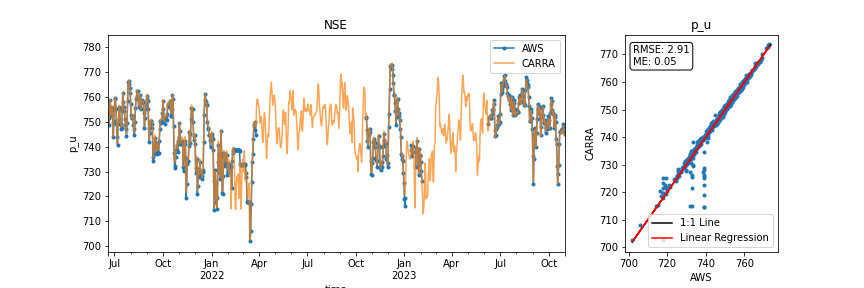 NSE
p_u
780
770
760
750
740
730
720
710
700
p_u
AWS
CARRA
Jul
Oct
Jan
2022
Apr
Jul
Oct
Jan
2023
Apr
Jul
Oct
time
RMSE: 2.91
ME: 0.05
770
760
750
740
730
720
710
700
CARRA
1:1 Line
Linear Regression
700
720
740
760
AWS